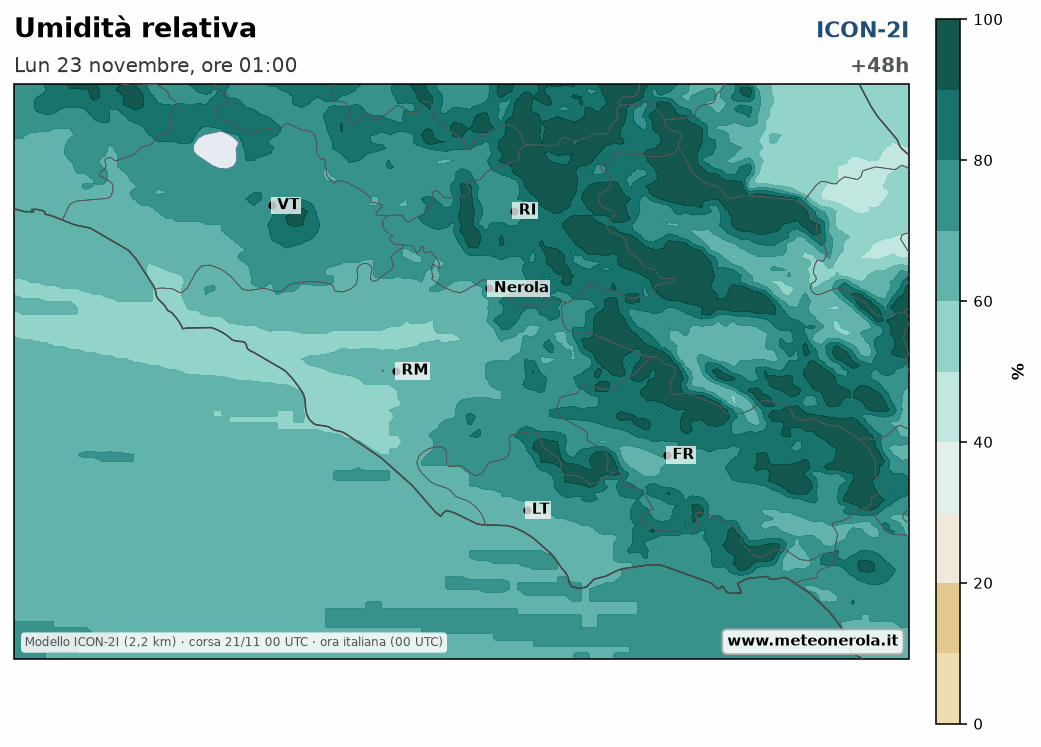 Umidità relativa
ICON-2I
Lun 23 novembre, ore 01:00
+48h
100
80
60
40
20
0
%
VT
RI
Nerola
RM
FR
LT
Modello ICON-2I (2,2 km) · corsa 21/11 00 UTC · ora italiana (00 UTC)
www.meteonerola.it